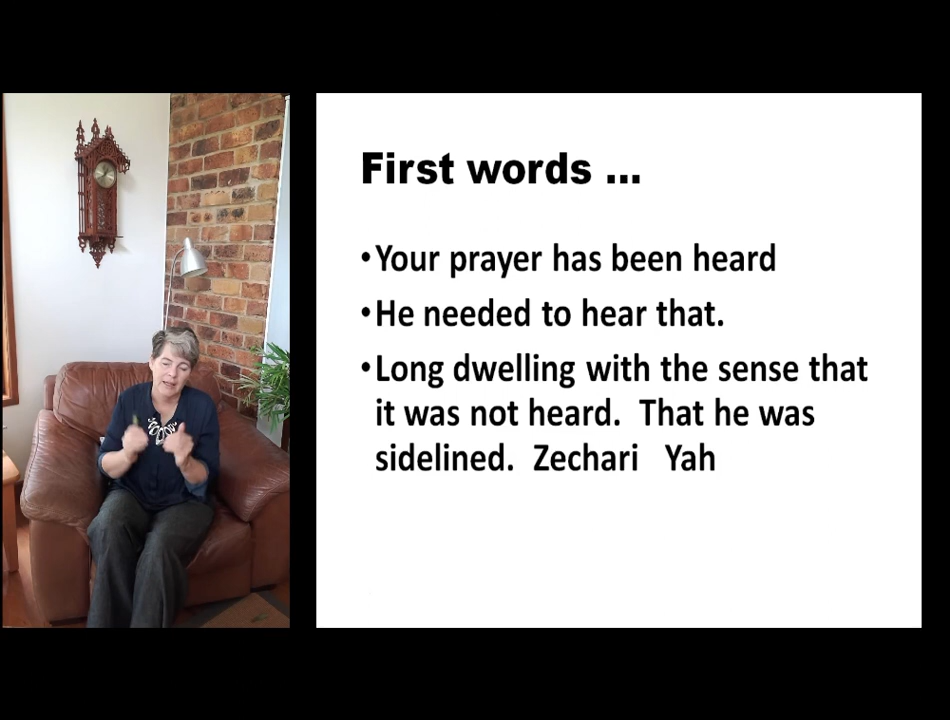 First words ...
•Your prayer has been heard
•He needed to hear that.
•Long dwelling with the sense that
it was not heard.  That he was
sidelined.  Zechari   Yah